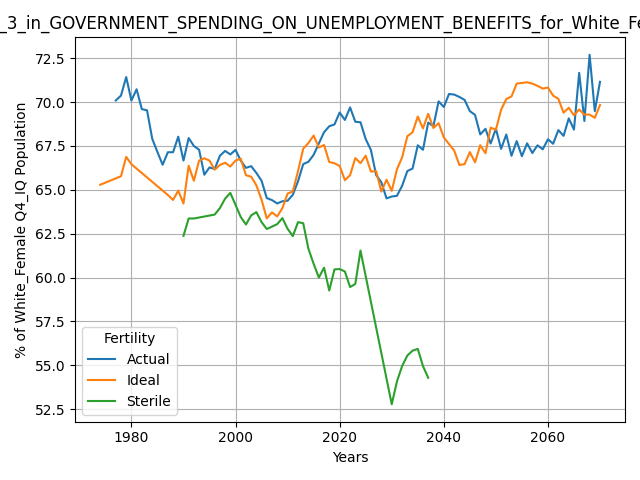 _3_in_GOVERNMENT_SPENDING_ON_UNEMPLOYMENT_BENEFITS_for_White_Fe
% of White_Female Q4_IQ Population
72.5
70.0
67.5
65.0
62.5
60.0
57.5
55.0
52.5
Fertility
Actual
Ideal
Sterile
1980
2000
2020
2040
2060
Years